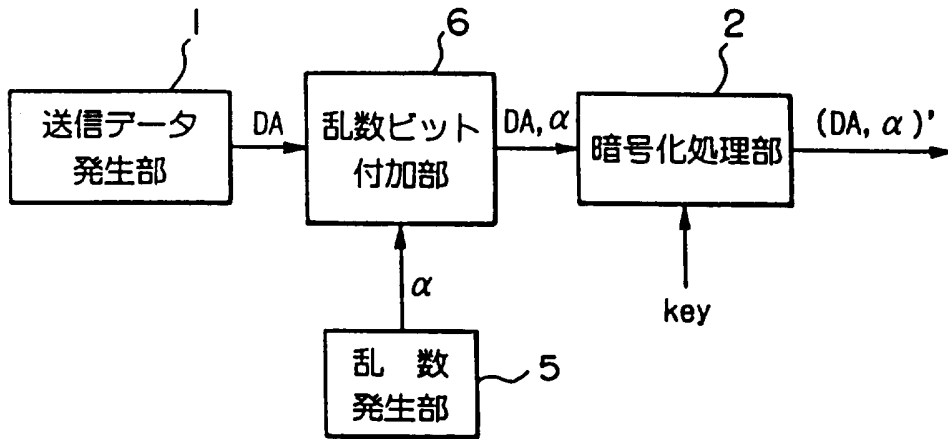 1
送信データ
発生部
DA
6
乱数ビット
付加部
DA, α
2
暗号化処理部
(DA, α)'
α
key
乱 数
発生部
5